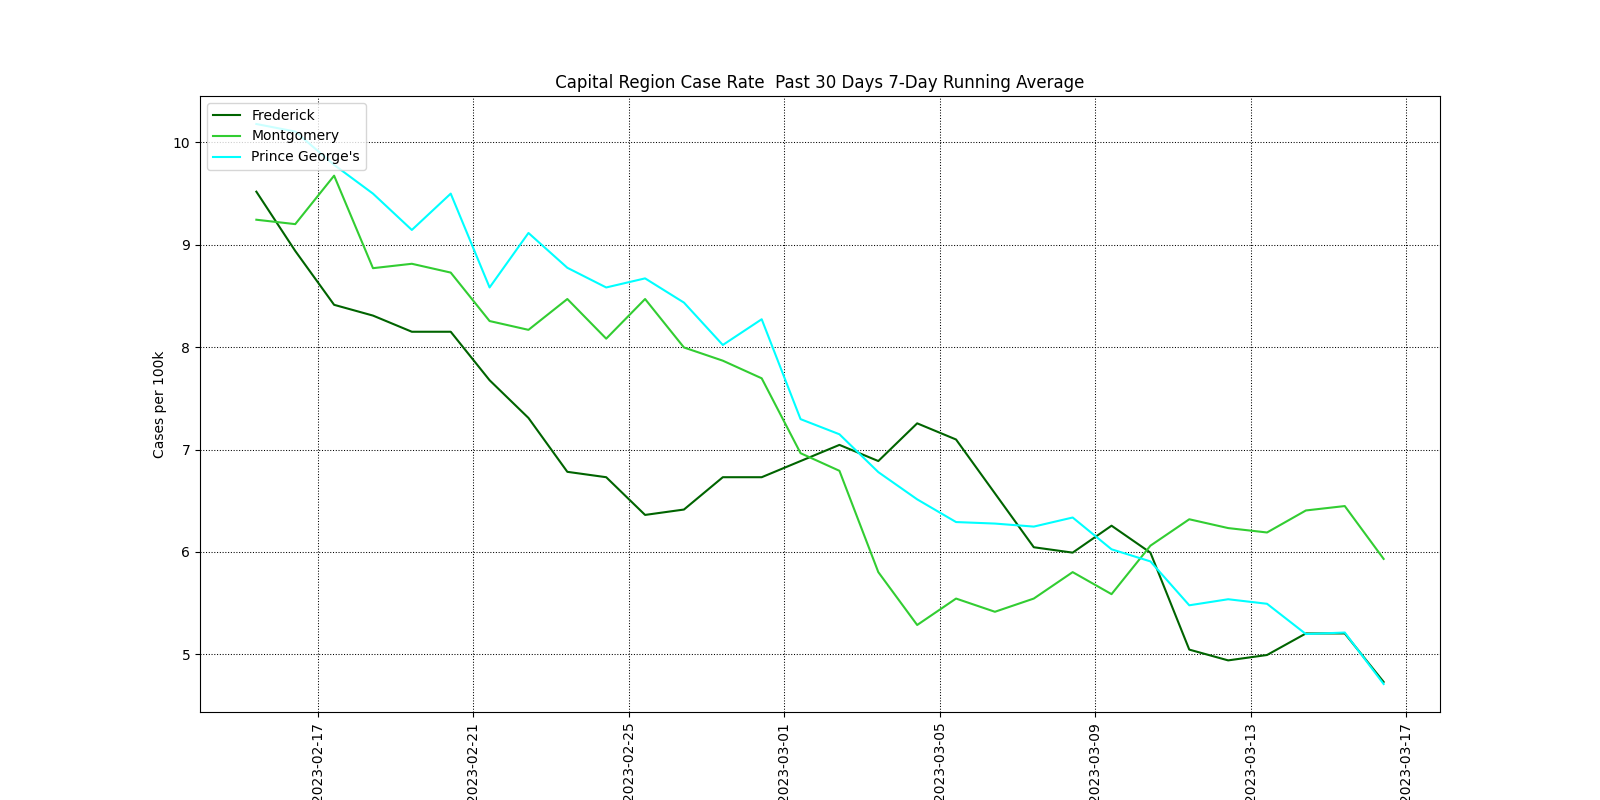 Capital Region Case Rate  Past 30 Days 7-Day Running Average
Frederick
Montgomery
Prince George's
Cases per 100k
10
9
8
7
6
5
2023-02-17
2023-02-21
2023-02-25
2023-03-01
2023-03-05
2023-03-09
2023-03-13
2023-03-17